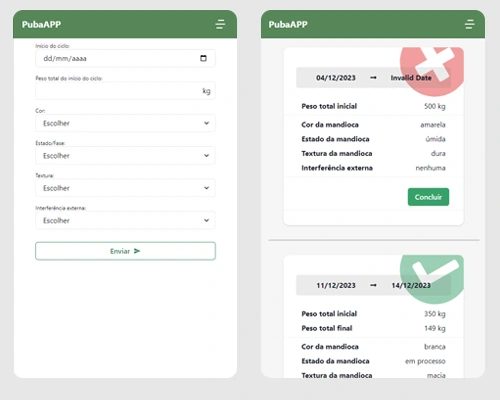 PubaAPP
Início do ciclo:
dd/mm/aaaa
Peso total do início do ciclo
kg
Cor:
Escolher
Estado/Fase:
Escolher
Textura:
Escolher
Interferência externa:
Escolher
Enviar
PubaAPP
04/12/2023 → Invalid Date
Peso total inicial 500 kg
Cor da mandioca amarela
Estado da mandioca úmida
Textura da mandioca dura
Interferência externa nenhuma
Concluir
11/12/2023 → 14/12/2023
Peso total inicial 350 kg
Peso total final 149 kg
Cor da mandioca branca
Estado da mandioca em processo
Textura da mandioca macia